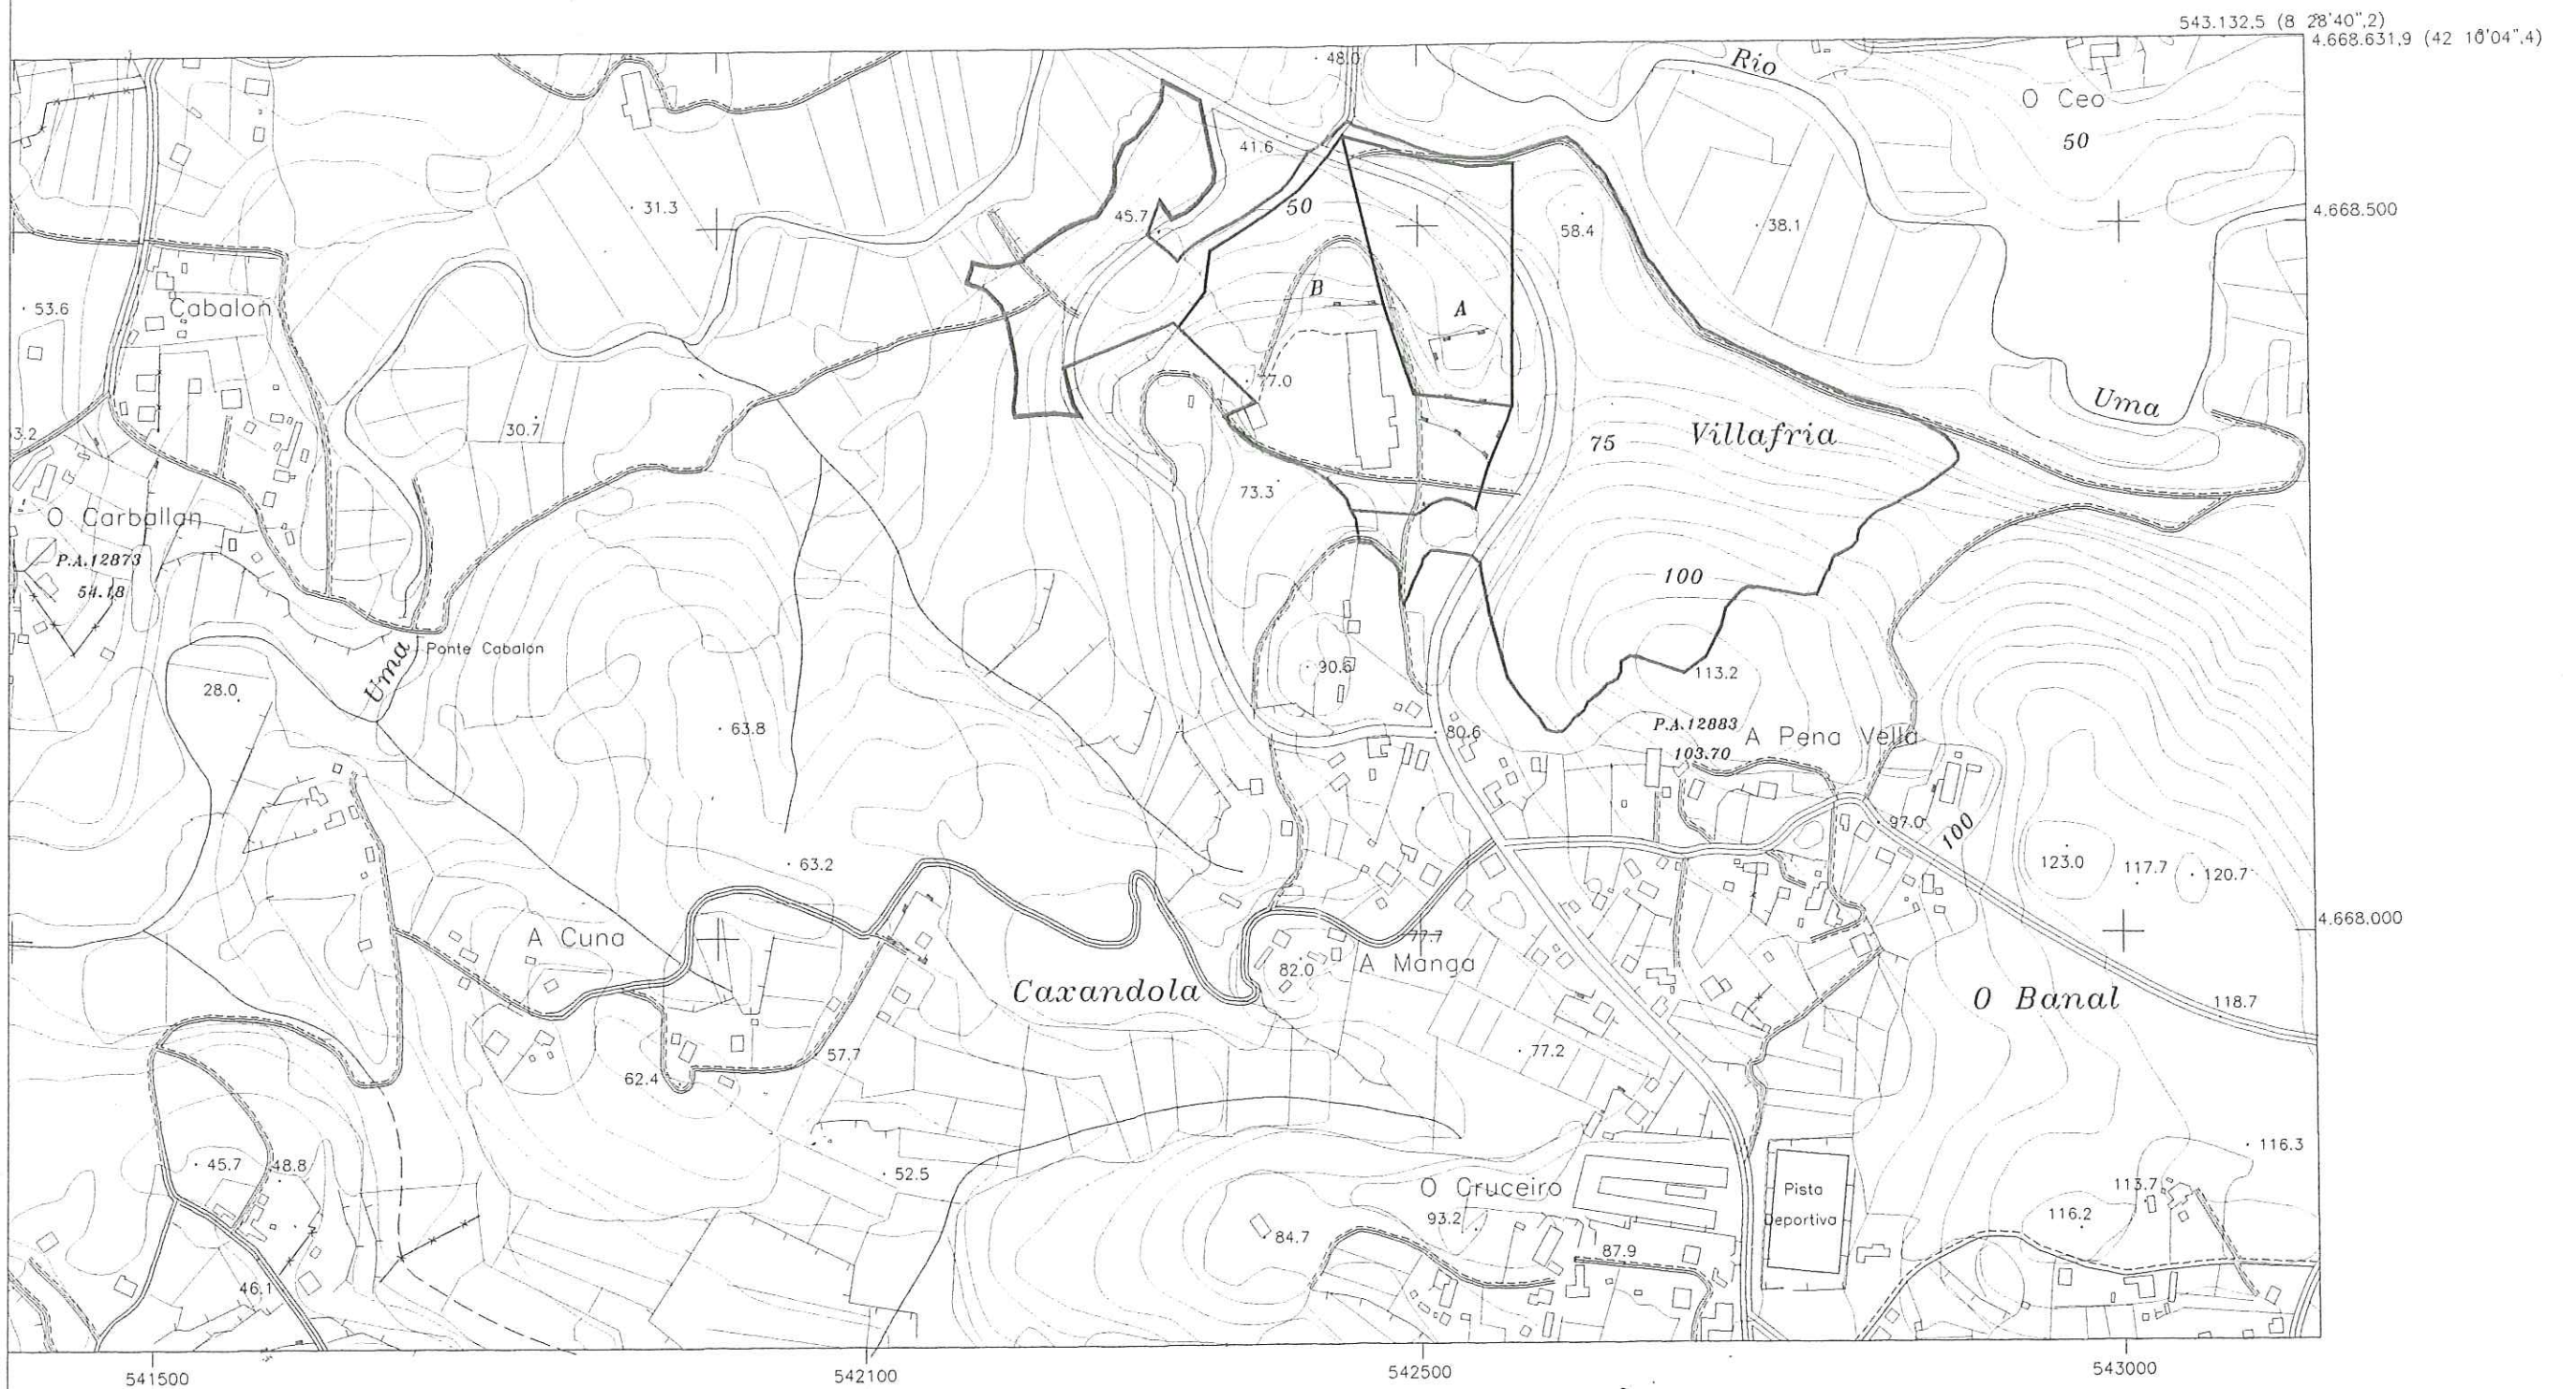 543.132.5 (8 28'40",2)
4.668.631.9 (42 10'04",4)
Rio
48.0
O Ceo
50
41.6
31.3
45.7
50
58.4
38.1
4.668.500
53.6
Cabalon
B
A
77.0
Uma
3.2
30.7
75
Villafria
73.3
O Carballan
P.A.12873
54.18
100
Ponte Cabalon
Uma
90.6
113.2
28.0
63.8
80.6
P.A.12883
103.70
A Pena Vella
97.0
100
63.2
123.0
117.7
120.7
4.668.000
A Cuna
77.7
A Manga
82.0
Caxandola
O Banal
118.7
57.7
77.2
62.4
116.3
45.7
48.8
52.5
O Cruceiro
93.2
Pista
Deportiva
113.7
116.2
84.7
87.9
46.1
541500
542100
542500
543000